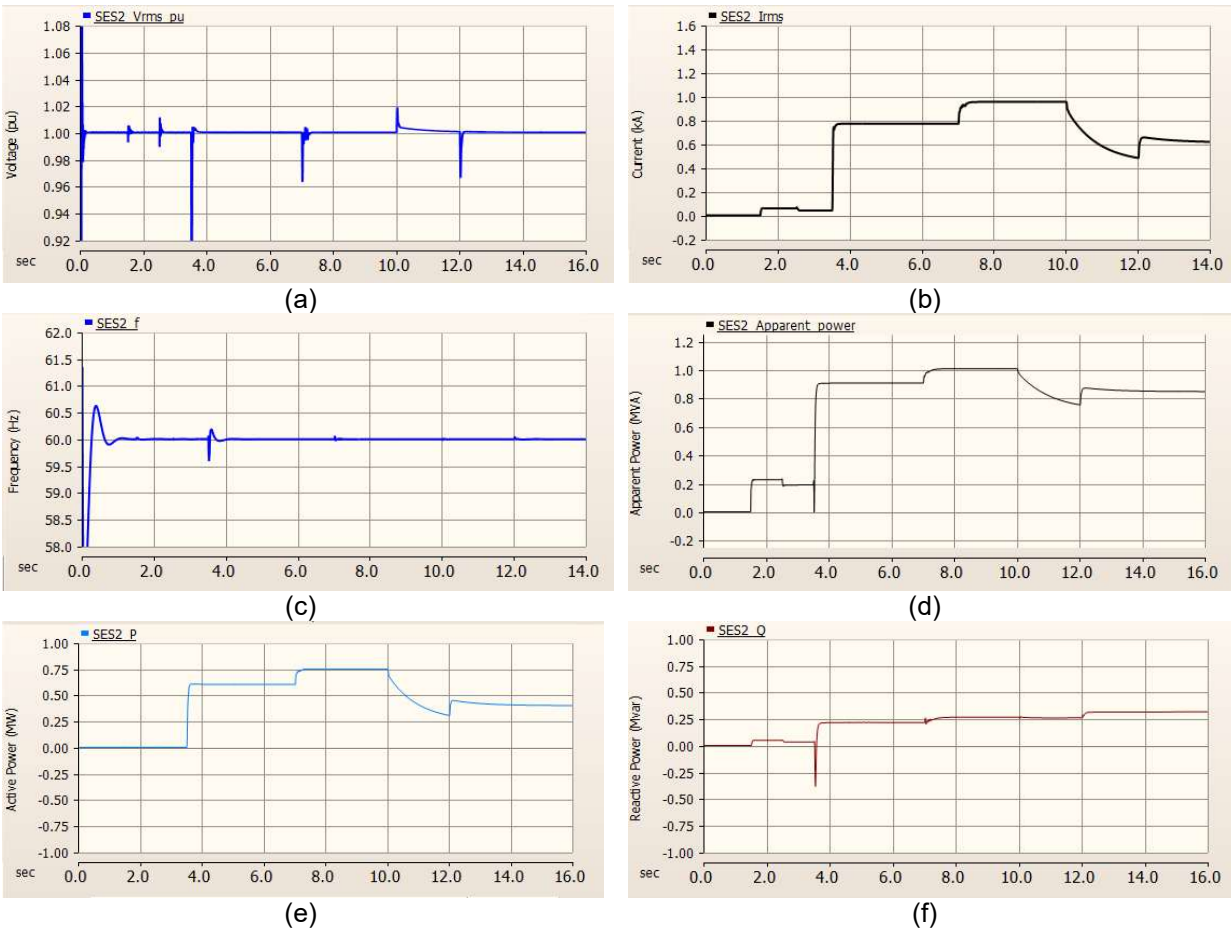 SES2_Vrms_pu
Voltage (pu)
1.08
1.06
1.04
1.02
1.00
0.98
0.96
0.94
0.92
sec 0.0 2.0 4.0 6.0 8.0 10.0 12.0 14.0 16.0
(a)
SES2_Irms
Current (kA)
1.6
1.4
1.2
1.0
0.8
0.6
0.4
0.2
0.0
-0.2
sec 0.0 2.0 4.0 6.0 8.0 10.0 12.0 14.0
(b)
SES2_f
Frequency (Hz)
62.0
61.5
61.0
60.5
60.0
59.5
59.0
58.5
58.0
sec 0.0 2.0 4.0 6.0 8.0 10.0 12.0 14.0
(c)
SES2_Apparent_power
Apparent Power (MVA)
1.2
1.0
0.8
0.6
0.4
0.2
0.0
-0.2
sec 0.0 2.0 4.0 6.0 8.0 10.0 12.0 14.0 16.0
(d)
SES2_P
Active Power (MW)
1.00
0.75
0.50
0.25
0.00
-0.25
-0.50
-0.75
-1.00
sec 0.0 2.0 4.0 6.0 8.0 10.0 12.0 14.0 16.0
(e)
SES2_Q
Reactive Power (Mvar)
1.00
0.75
0.50
0.25
0.00
-0.25
-0.50
-0.75
-1.00
sec 0.0 2.0 4.0 6.0 8.0 10.0 12.0 14.0 16.0
(f)